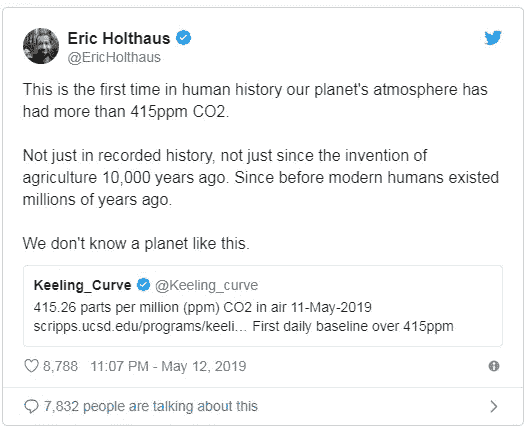 Eric Holthaus
@EricHolthaus
This is the first time in human history our planet's atmosphere has
had more than 415ppm CO2.
Not just in recorded history, not just since the invention of
agriculture 10,000 years ago. Since before modern humans existed
millions of years ago.
We don't know a planet like this.
Keeling_Curve @Keeling_curve
415.26 parts per million (ppm) CO2 in air 11-May-2019
scripps.ucsd.edu/programs/keeli... First daily baseline over 415ppm
8,788 11:07 PM - May 12, 2019
7,832 people are talking about this